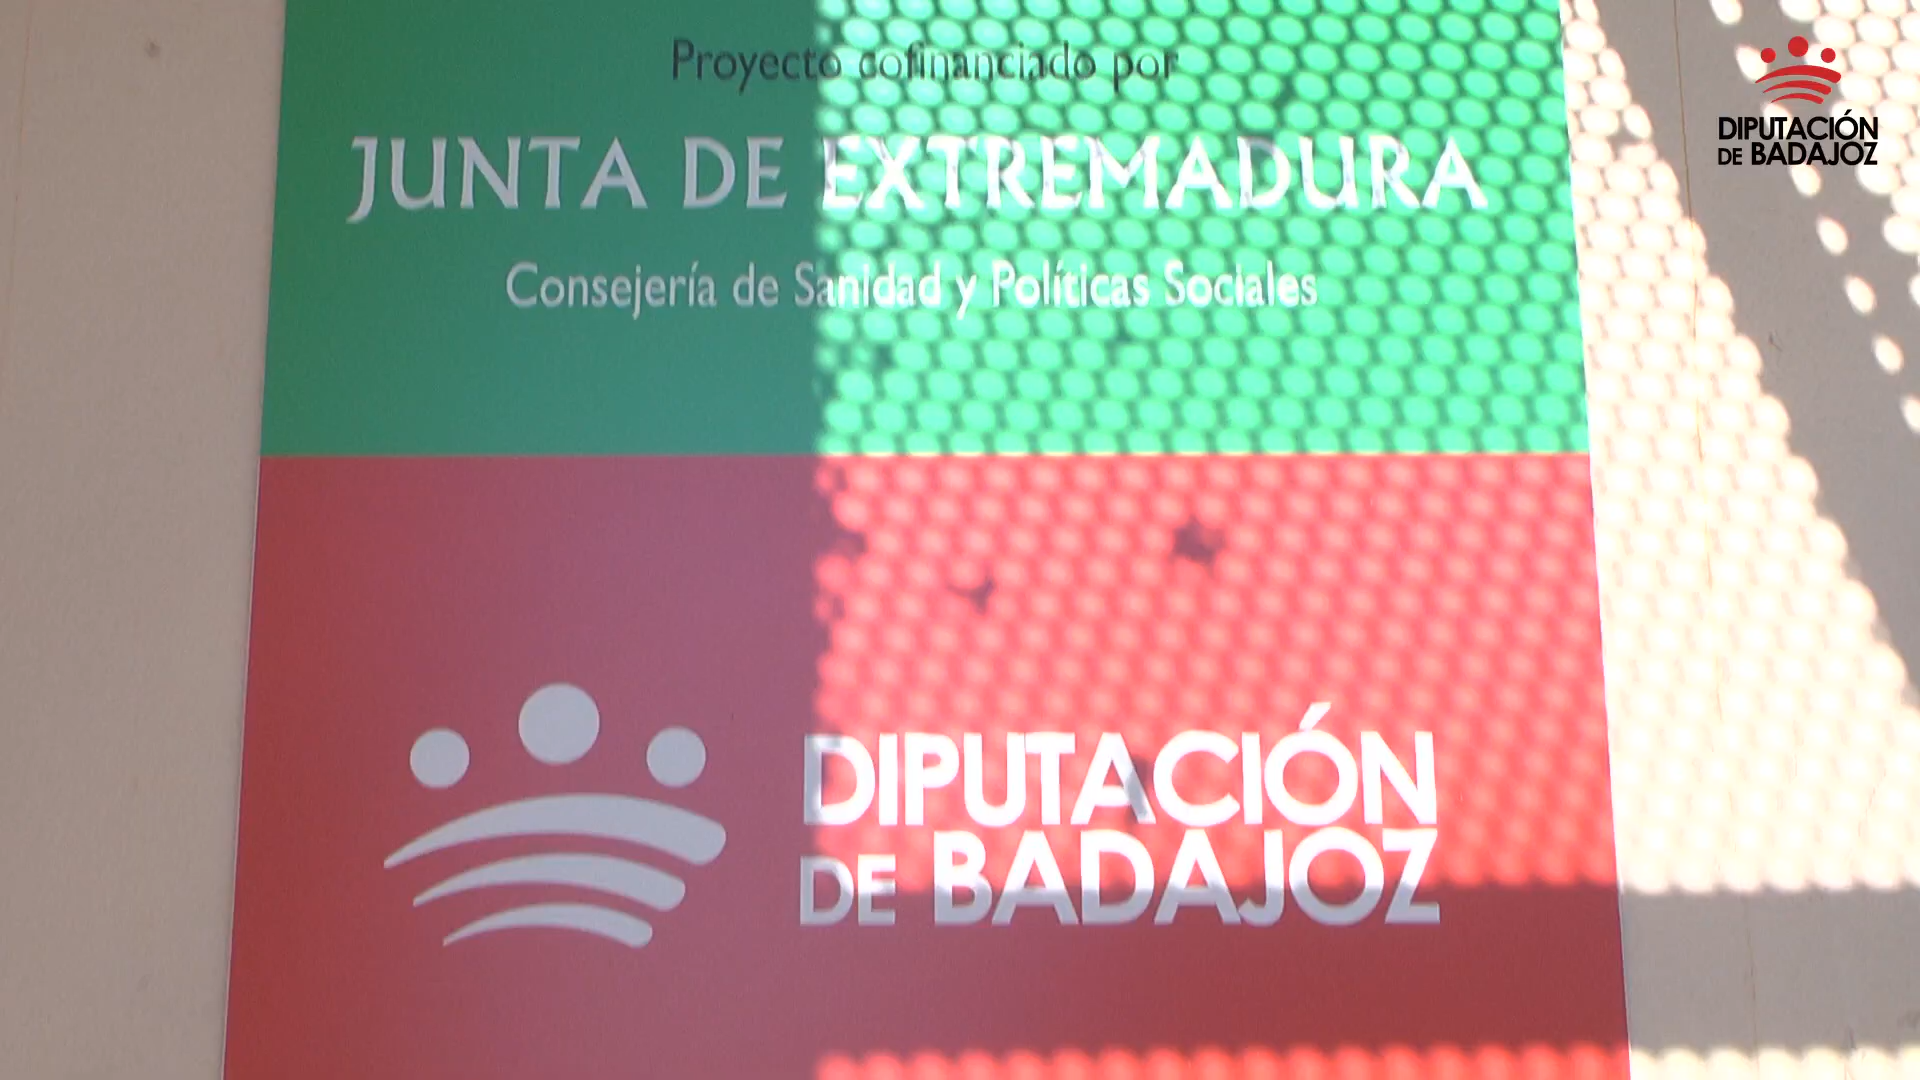 Proyecto cofinanciado por
JUNTA DE EXTREMADURA
Consejería de Sanidad y Políticas Sociales
DIPUTACIÓN
DE BADAJOZ
DIPUTACIÓN
DE BADAJOZ